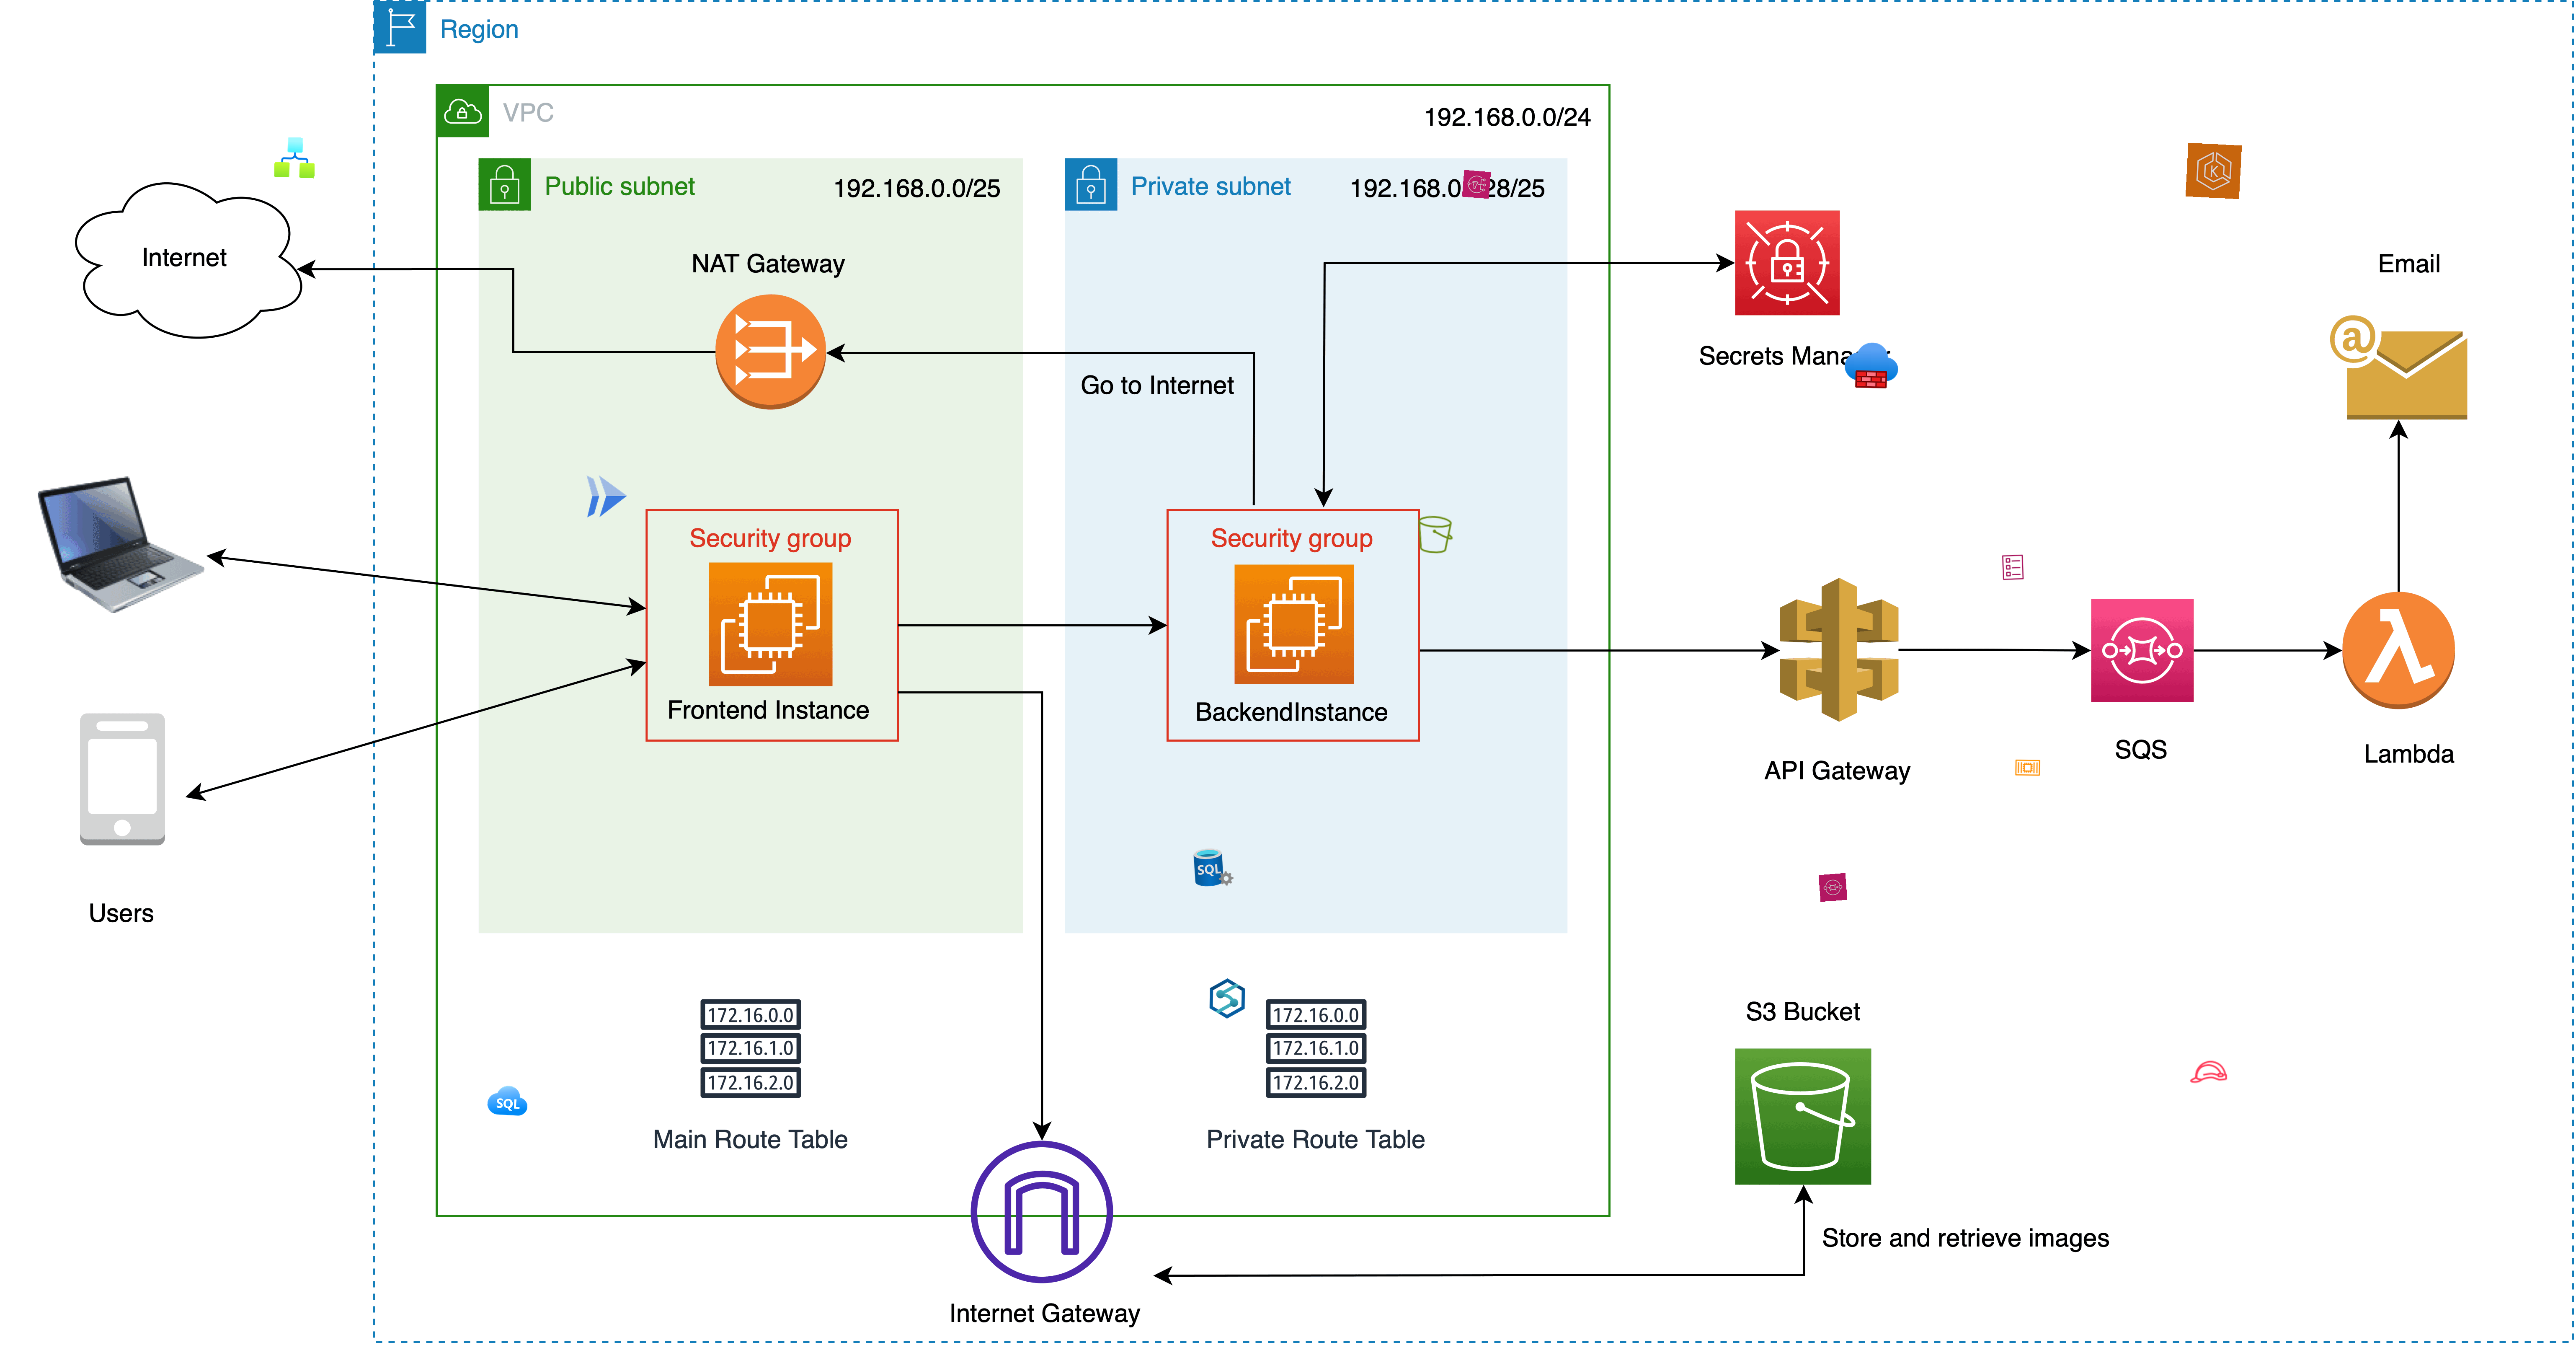 Region
VPC
192.168.0.0/24
Public subnet
192.168.0.0/25
Private subnet
192.168.0 28/25
Internet
NAT Gateway
Go to Internet
Secrets
Email
Security group
Frontend Instance
Security group
BackendInstance
API Gateway
SQS
Lambda
Users
SQL
SQL
172.16.0.0
172.16.1.0
172.16.2.0
Main Route Table
172.16.0.0
172.16.1.0
172.16.2.0
Private Route Table
S3 Bucket
Store and retrieve images
Internet Gateway